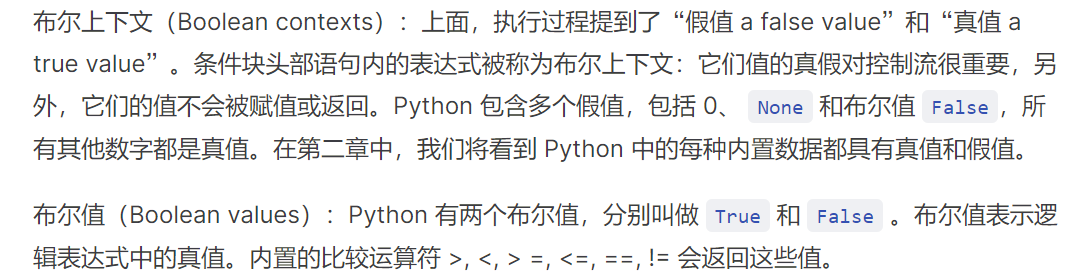 布尔上下文（Boolean contexts）：上面，执行过程提到了“假值 a false value”和“真值 a
true value”。条件块头部语句内的表达式被称为布尔上下文：它们值的真假对控制流很重要，另
外，它们的值不会被赋值或返回。Python 包含多个假值，包括 0、 None 和布尔值 False，所
有其他数字都是真值。在第二章中，我们将看到 Python 中的每种内置数据都具有真值和假值。
布尔值（Boolean values）：Python 有两个布尔值，分别叫做 True 和 False 。布尔值表示逻
辑表达式中的真值。内置的比较运算符 >, <, > =, <=, ==, != 会返回这些值。